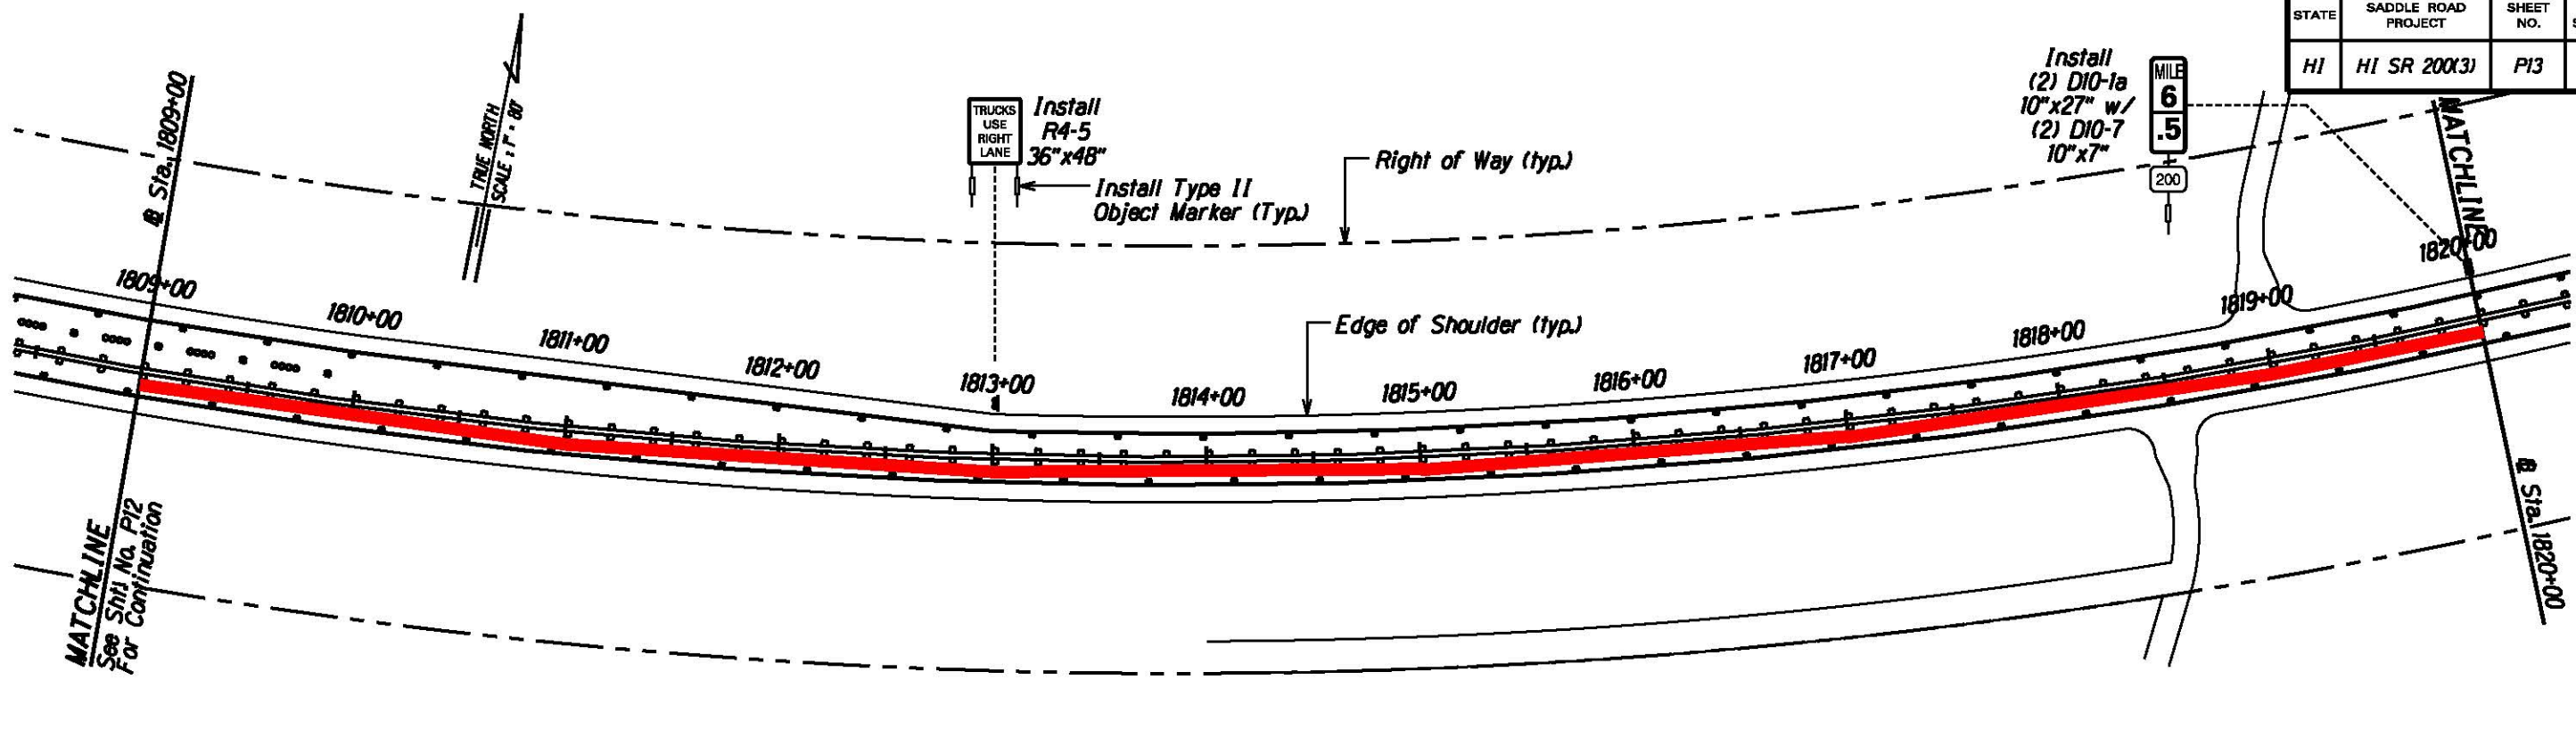 STATE
SADDLE ROAD
PROJECT
SHEET
NO.
HI
HI SR 200(3)
P13
Sta. 1809+00
TRUE NORTH
SCALE : 1" = 80'
TRUCKS
USE
RIGHT
LANE
Install
R4-5
36"x48"
Install Type II
Object Marker (Typ.)
Right of Way (typ.)
Install
(2) D10-1a
10"x27" w/
(2) D10-7
10"x7"
MILE
6
.5
200
MATCHLINE
1809+00
1810+00
1811+00
1812+00
1813+00
1814+00
1815+00
1816+00
1817+00
1818+00
1819+00
1820+00
Edge of Shoulder (typ.)
MATCHLINE
See Sht. No. P12
For Continuation
Sta. 1820+00